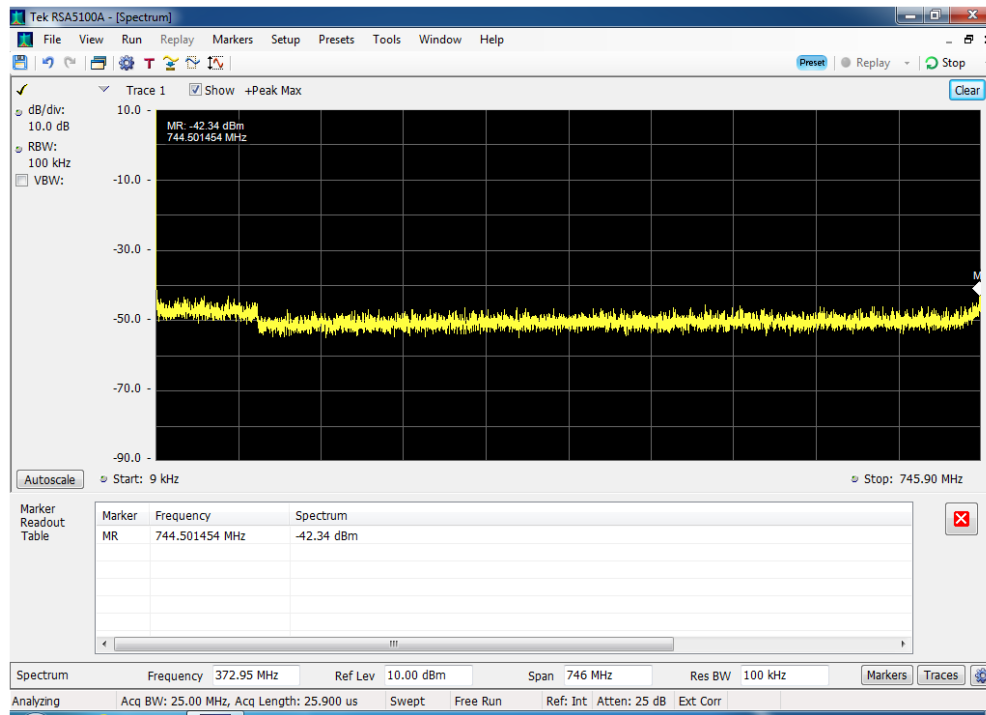 Tek RSA5100A - [Spectrum]
File View Run Replay Markers Setup Presets Tools Window Help
T Preset Replay Stop
Trace 1 Show +Peak Max Clear
dB/div:
10.0 dB
RBW:
100 kHz
VBW:
10.0 -
-10.0 -
-30.0 -
-50.0 -
-70.0 -
-90.0 -
MR: -42.34 dBm
744.501454 MHz
M
Autoscale Start: 9 kHz Stop: 745.90 MHz
Marker
Readout
Table
Marker Frequency Spectrum
MR 744.501454 MHz -42.34 dBm
Spectrum Frequency 372.95 MHz Ref Lev 10.00 dBm Span 746 MHz Res BW 100 kHz Markers Traces
Analyzing Acq BW: 25.00 MHz, Acq Length: 25.900 us Swept Free Run Ref: Int Atten: 25 dB Ext Corr